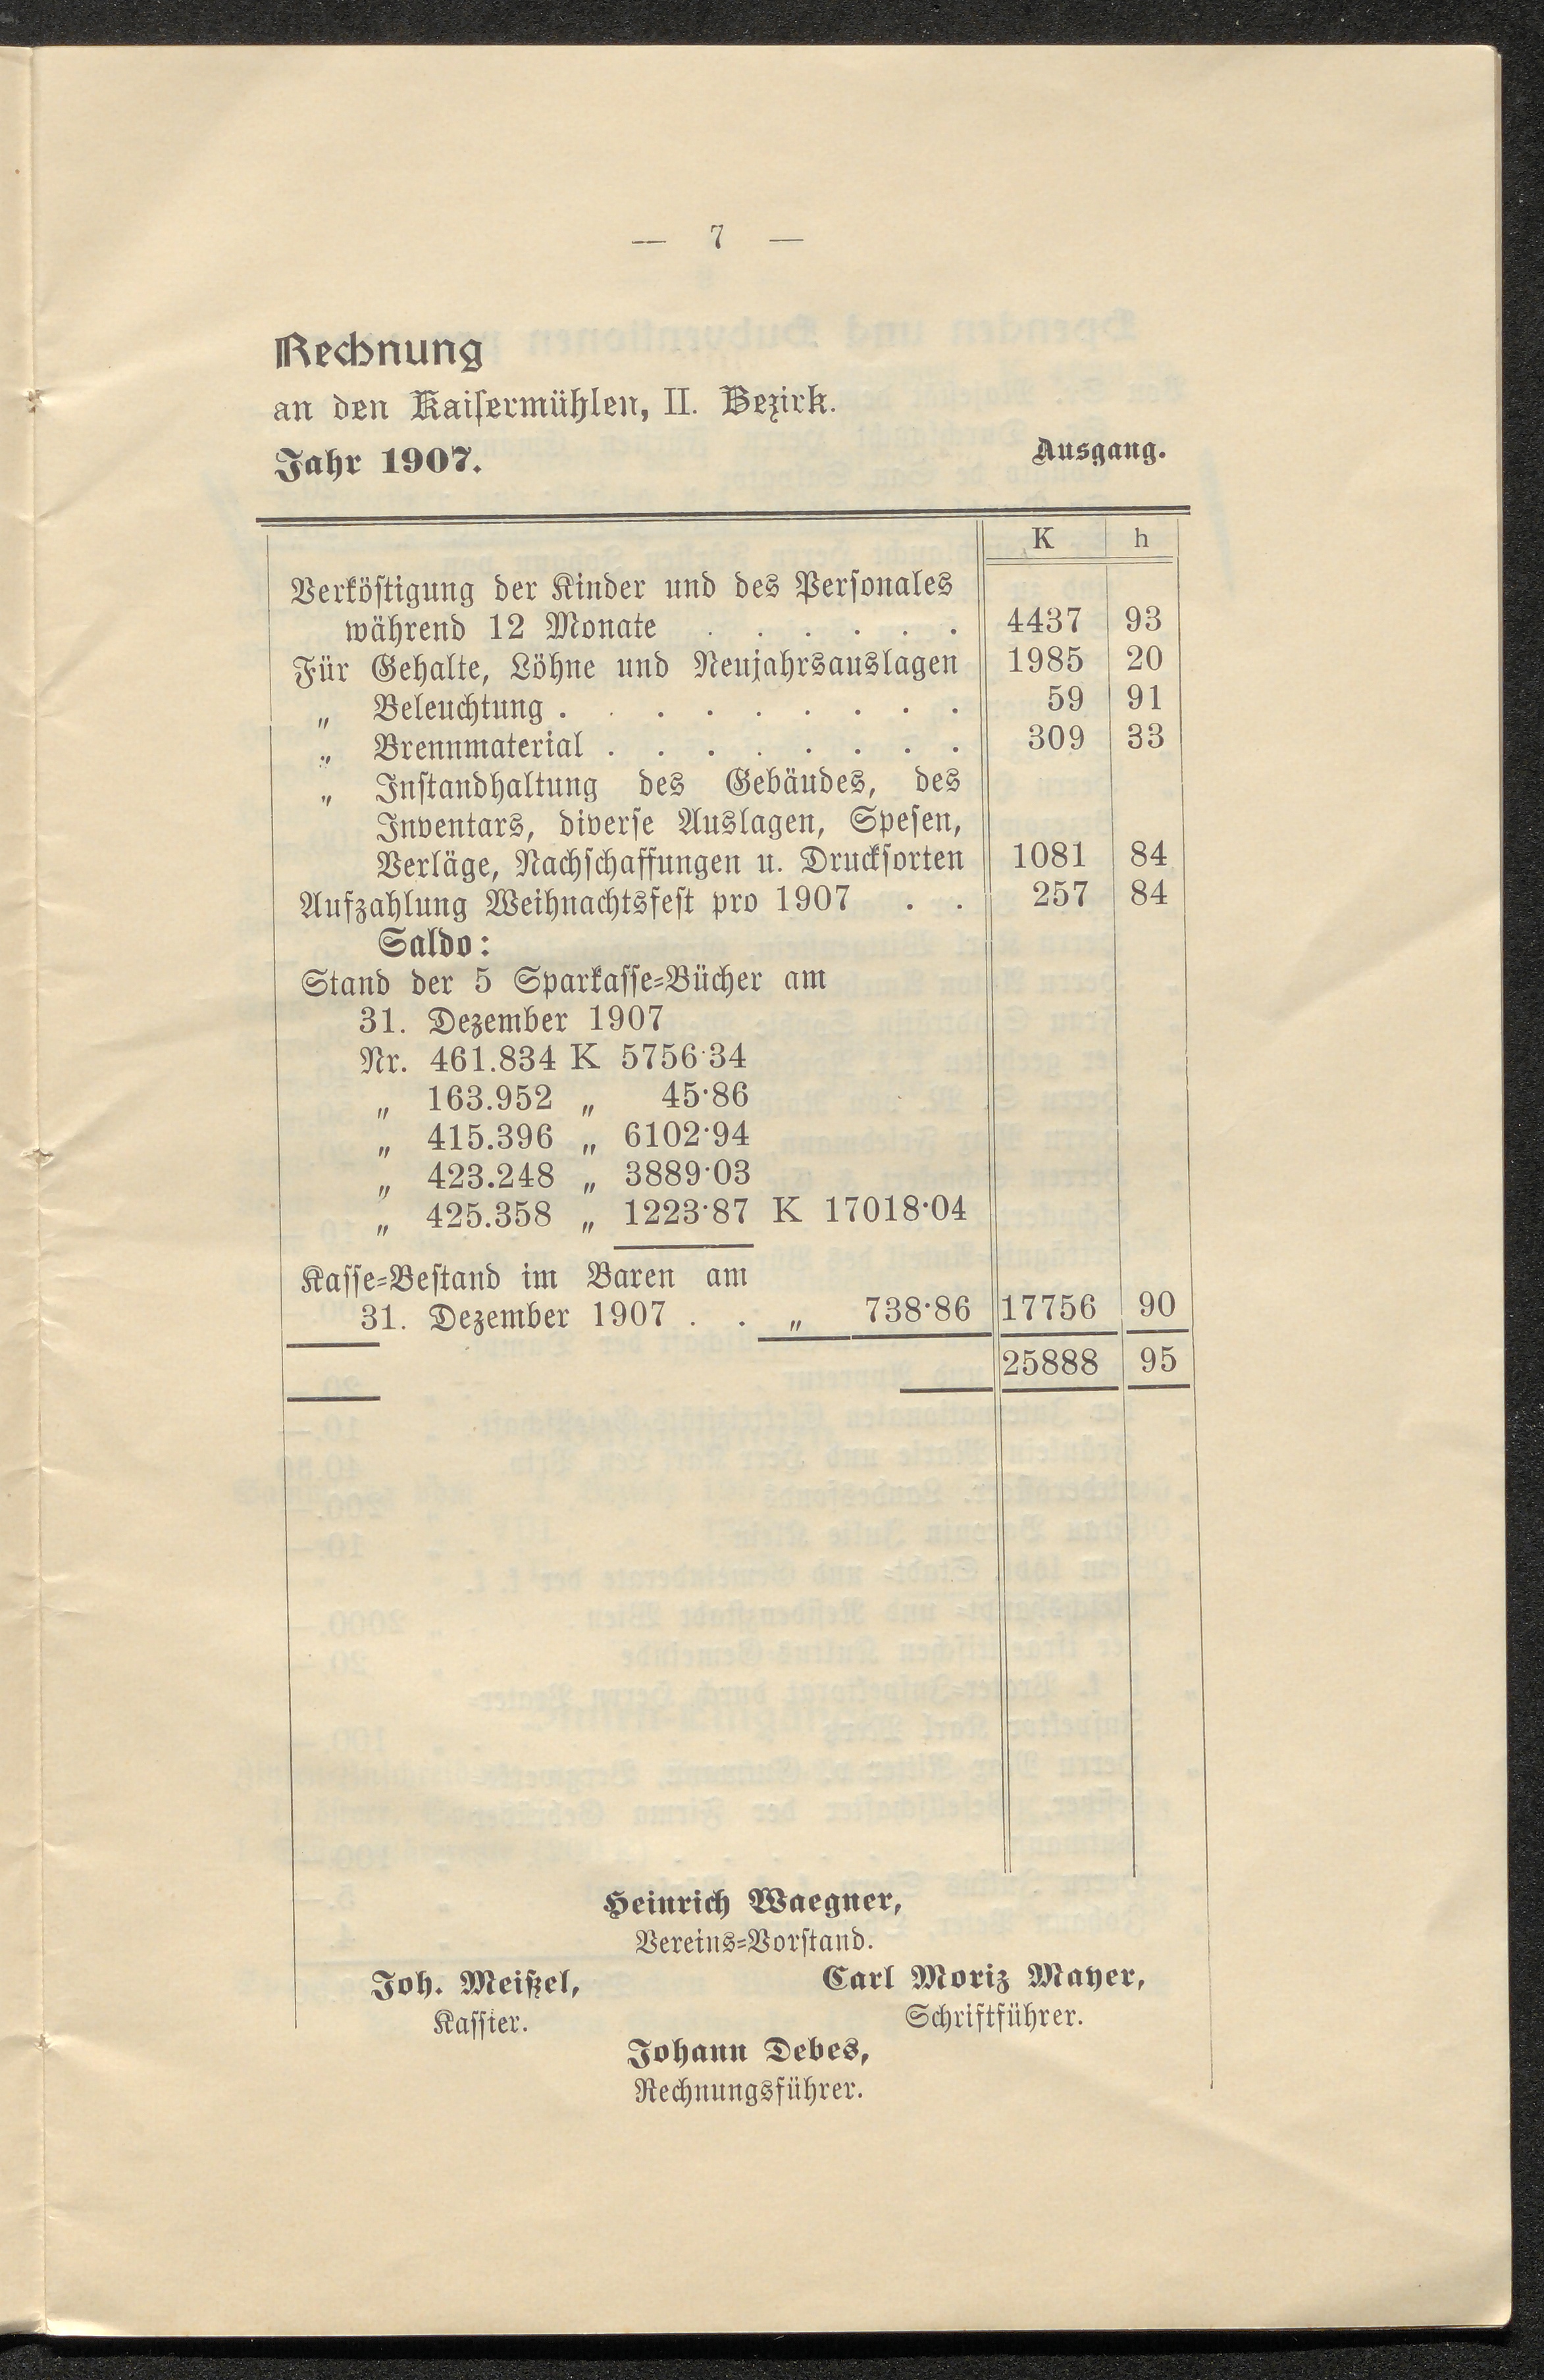 — 7 —
Rechnung
an den Kaisermühlen, II. Bezirk.
Jahr 1907.
Ausgang.
K h
Verköstigung der Kinder und des Personales
während 12 Monate . . . . . . 4437 93
Für Gehalte, Löhne und Neujahrsauslagen 1985 20
„ Beleuchtung . . . . . . . . . 59 91
„ Brennmaterial . . . . . . . . 309 33
„ Instandhaltung des Gebäudes, des
Inventars, diverse Auslagen, Spesen,
Verläge, Nachschaffungen u. Drucksorten 1081 84
Aufzahlung Weihnachtsfest pro 1907 . . 257 84
Saldo:
Stand der 5 Sparkasse=Bücher am
31. Dezember 1907
Nr. 461.834 K 5756·34
„ 163.952 „ 45·86
„ 415.396 „ 6102·94
„ 423.248 „ 3889·03
„ 425.358 „ 1223·87 K 17018·04
Kasse=Bestand im Baren am
31. Dezember 1907 . . „ 738·86 17756 90
25888 95
Heinrich Waegner,
Vereins=Vorstand.
Joh. Meißel, Carl Moriz Mayer,
Kassier. Schriftführer.
Johann Debes,
Rechnungsführer.